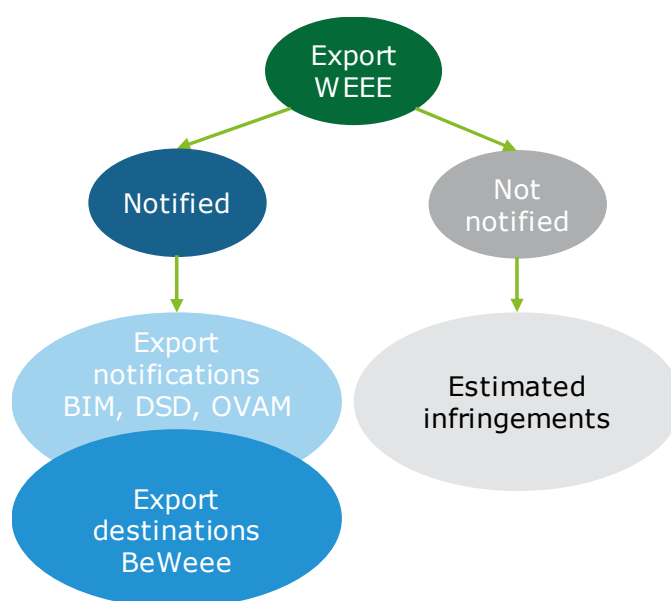 Export
WEEE
Notified
Not
notified
Export
notifications
BIM, DSD, OVAM
Estimated
infringements
Export
destinations
BeWeee